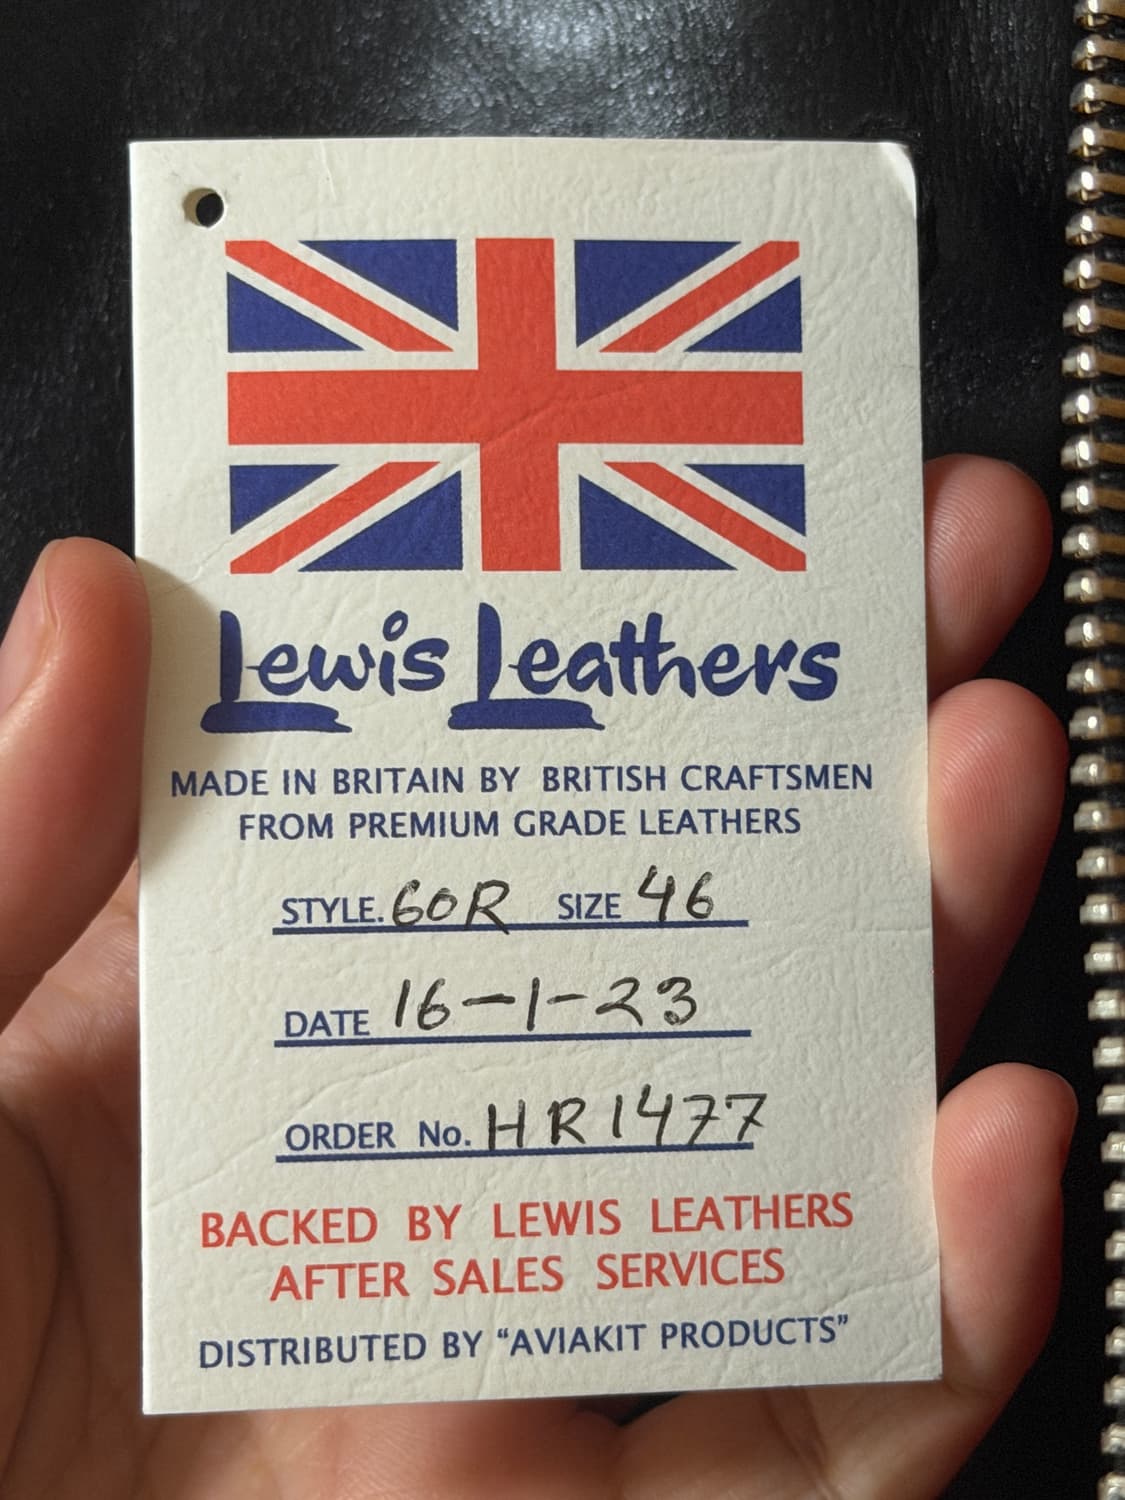 Lewis Leathers
MADE IN BRITAIN BY BRITISH CRAFTSMEN
FROM PREMIUM GRADE LEATHERS
STYLE. 60R SIZE 46
DATE 16-1-23
ORDER No. HR1477
BACKED BY LEWIS LEATHERS
AFTER SALES SERVICES
DISTRIBUTED BY “AVIAKIT PRODUCTS”